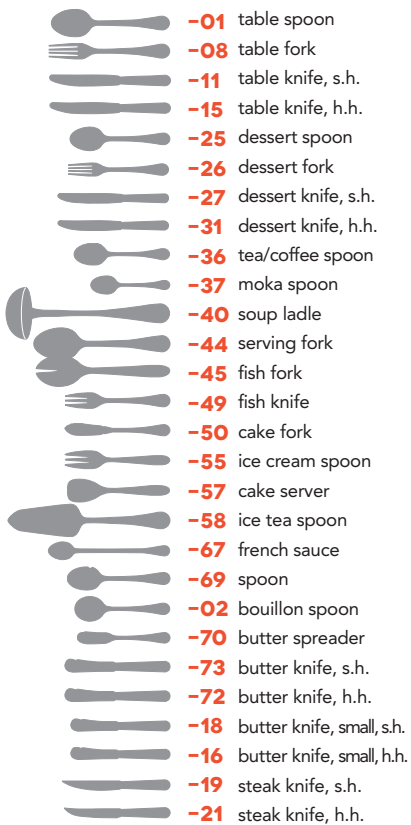 -01 table spoon
-08 table fork
-11 table knife, s.h.
-15 table knife, h.h.
-25 dessert spoon
-26 dessert fork
-27 dessert knife, s.h.
-31 dessert knife, h.h.
-36 tea/coffee spoon
-37 moka spoon
-40 soup ladle
-44 serving fork
-45 fish fork
-49 fish knife
-50 cake fork
-55 ice cream spoon
-57 cake server
-58 ice tea spoon
-67 french sauce
-69 spoon
-02 bouillon spoon
-70 butter spreader
-73 butter knife, s.h.
-72 butter knife, h.h.
-18 butter knife, small, s.h.
-16 butter knife, small, h.h.
-19 steak knife, s.h.
-21 steak knife, h.h.